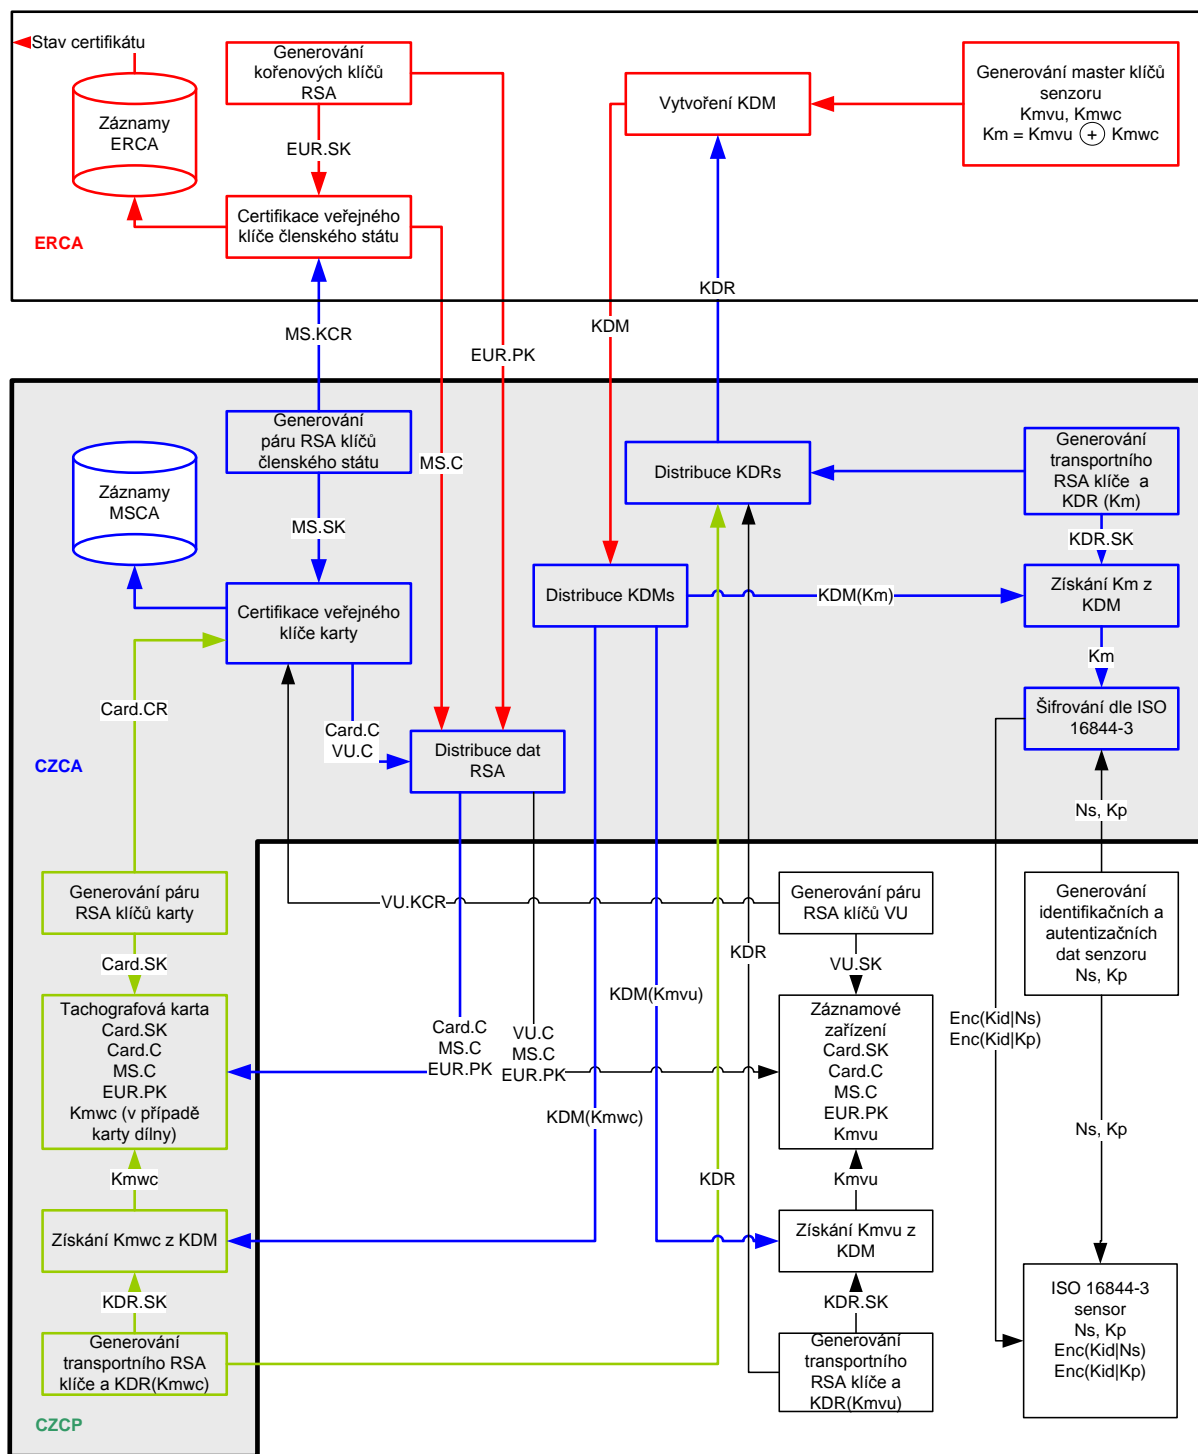 Stav certifikátu
Záznamy
ERCA
Generování
kořenových klíčů
RSA
EUR.SK
Certifikace veřejného
klíče členského státu
ERCA
Vytvoření KDM
Generování master klíčů
senzoru
Kmvu, Kmwc
Km = Kmvu + Kmwc
KDR
KDM
MS.KCR
EUR.PK
Generování
páru RSA klíčů
členského státu
MS.C
Záznamy
MSCA
MS.SK
Distribuce KDRs
Generování
transportního
RSA klíče a
KDR (Km)
KDR.SK
Certifikace veřejného
klíče karty
Distribuce KDMs
KDM(Km)
Získání Km z
KDM
Km
Card.CR
Card.C
VU.C
Distribuce dat
RSA
Šifrování dle ISO
16844-3
CZCA
Ns, Kp
Generování páru
RSA klíčů karty
VU.KCR
Generování páru
RSA klíčů VU
Generování
identifikačních a
autentizačních
dat senzoru
Ns, Kp
KDR
Card.SK
VU.SK
KDM(Kmvu)
Tachografová karta
Card.SK
Card.C
MS.C
EUR.PK
Kmwc (v případě
karty dílny)
Card.C
MS.C
EUR.PK
VU.C
MS.C
EUR.PK
Záznamové
zařízení
Card.SK
Card.C
MS.C
EUR.PK
Kmvu
Enc(Kid|Ns)
Enc(Kid|Kp)
KDM(Kmwc)
Ns, Kp
Kmwc
KDR
Kmvu
Získání Kmwc z KDM
Získání Kmvu z
KDM
KDR.SK
KDR.SK
ISO 16844-3
sensor
Ns, Kp
Enc(Kid|Ns)
Enc(Kid|Kp)
Generování
transportního RSA
klíče a KDR(Kmwc)
Generování
transportního
RSA klíče a
KDR(Kmvu)
CZCP